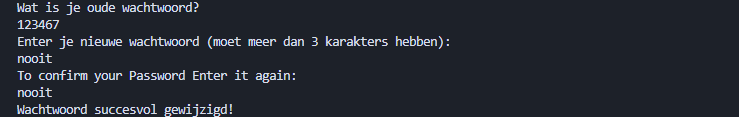 Wat is je oude wachtwoord?
123467
Enter je nieuwe wachtwoord (moet meer dan 3 karakters hebben):
nooit
To confirm your Password Enter it again:
nooit
Wachtwoord succesvol gewijzigd!